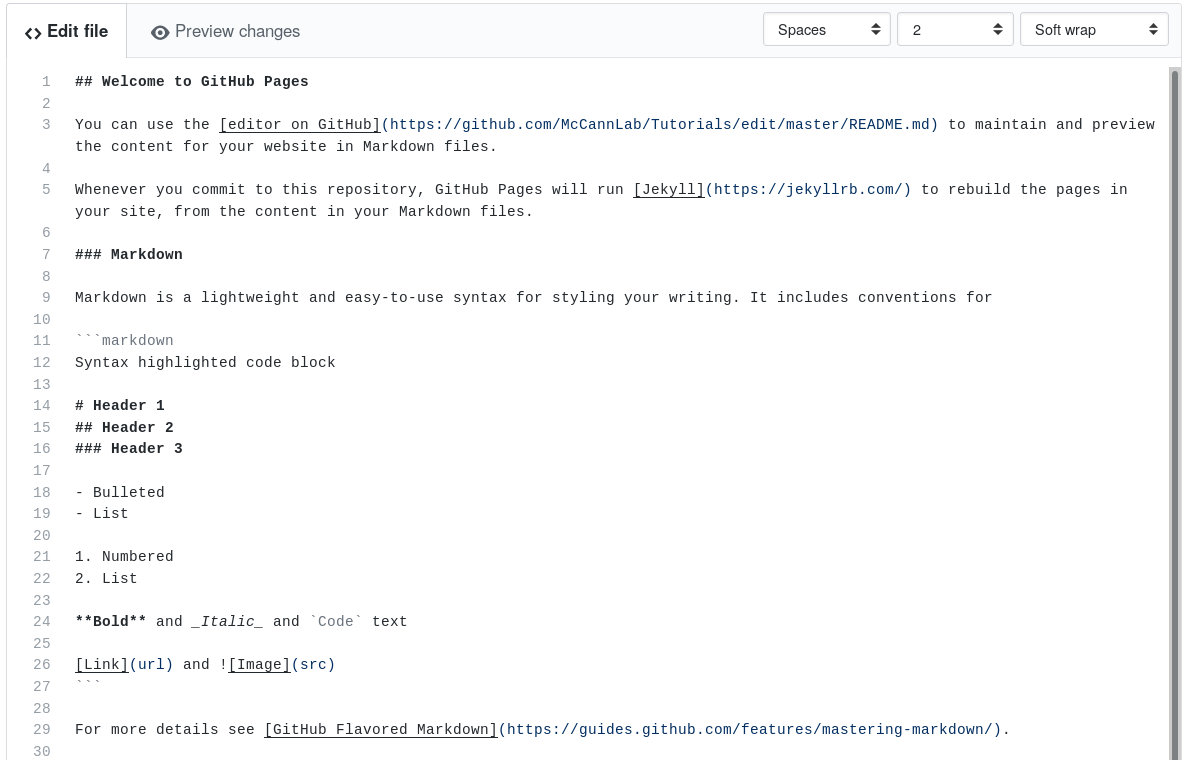 Edit file
Preview changes
Spaces
2
Soft wrap
1 ## Welcome to GitHub Pages
2
3 You can use the [editor on GitHub](https://github.com/McCannLab/Tutorials/edit/master/README.md) to maintain and preview
the content for your website in Markdown files.
4
5 Whenever you commit to this repository, GitHub Pages will run [Jekyll](https://jekyllrb.com/) to rebuild the pages in
your site, from the content in your Markdown files.
6
7 ### Markdown
8
9 Markdown is a lightweight and easy-to-use syntax for styling your writing. It includes conventions for
10
11 ```markdown
12 Syntax highlighted code block
13
14 # Header 1
15 ## Header 2
16 ### Header 3
17
18 - Bulleted
19 - List
20
21 1. Numbered
22 2. List
23
24 **Bold** and _Italic_ and `Code` text
25
26 [Link](url) and ![Image](src)
27 ```
28
29 For more details see [GitHub Flavored Markdown](https://guides.github.com/features/mastering-markdown/).
30